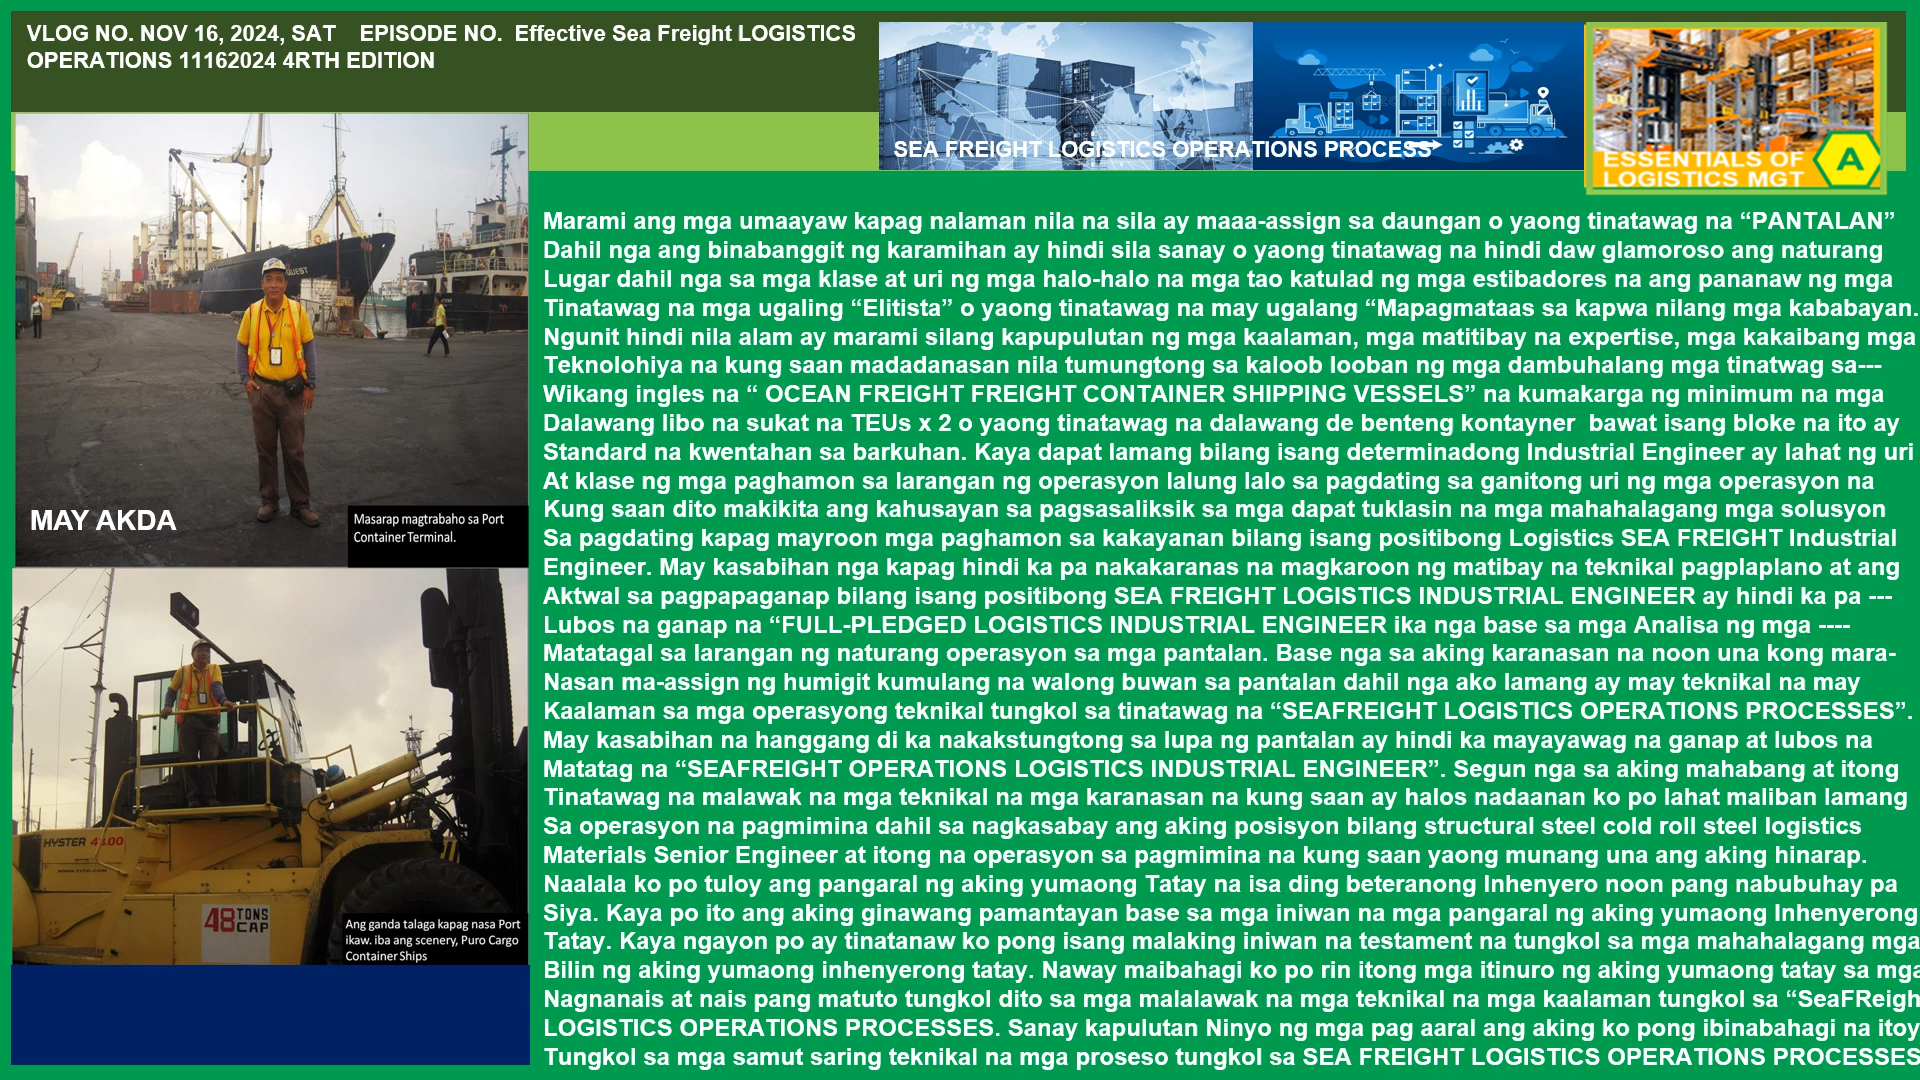 VLOG NO. NOV 16, 2024, SAT    EPISODE NO.  Effective Sea Freight LOGISTICS
OPERATIONS 11162024 4RTH EDITION
SEA FREIGHT LOGISTICS OPERATIONS PROCESS
ESSENTIALS OF
LOGISTICS MGT
A
Marami ang mga umaayaw kapag nalaman nila na sila ay maaa-assign sa daungan o yaong tinatawag na “PANTALAN”
Dahil nga ang binabanggit ng karamihan ay hindi sila sanay o yaong tinatawag na hindi daw glamoroso ang naturang
Lugar dahil nga sa mga klase at uri ng mga halo-halo na mga tao katulad ng mga estibadores na ang pananaw ng mga
Tinatawag na mga ugaling “Elitista” o yaong tinatawag na may ugalang “Mapagmataas sa kapwa nilang mga kababayan.
Ngunit hindi nila alam ay marami silang kapupulutan ng mga kaalaman, mga matitibay na expertise, mga kakaibang mga
Teknolohiya na kung saan madadanasan nila tumungtong sa kaloob looban ng mga dambuhalang mga tinatwag sa---
Wikang ingles na “ OCEAN FREIGHT FREIGHT CONTAINER SHIPPING VESSELS” na kumakarga ng minimum na mga
Dalawang libo na sukat na TEUs x 2 o yaong tinatawag na dalawang de benteng kontayner  bawat isang bloke na ito ay
Standard na kwentahan sa barkuhan. Kaya dapat lamang bilang isang determinadong Industrial Engineer ay lahat ng uri
At klase ng mga paghamon sa larangan ng operasyon lalung lalo sa pagdating sa ganitong uri ng mga operasyon na
Kung saan dito makikita ang kahusayan sa pagsasaliksik sa mga dapat tuklasin na mga mahahalagang mga solusyon
Sa pagdating kapag mayroon mga paghamon sa kakayanan bilang isang positibong Logistics SEA FREIGHT Industrial
Engineer. May kasabihan nga kapag hindi ka pa nakakaranas na magkaroon ng matibay na teknikal pagplaplano at ang
Aktwal sa pagpapaganap bilang isang positibong SEA FREIGHT LOGISTICS INDUSTRIAL ENGINEER ay hindi ka pa ---
Lubos na ganap na “FULL-PLEDGED LOGISTICS INDUSTRIAL ENGINEER ika nga base sa mga Analisa ng mga ----
Matatagal sa larangan ng naturang operasyon sa mga pantalan. Base nga sa aking karanasan na noon una kong mara-
Nasan ma-assign ng humigit kumulang na walong buwan sa pantalan dahil nga ako lamang ay may teknikal na may
Kaalaman sa mga operasyong teknikal tungkol sa tinatawag na “SEAFREIGHT LOGISTICS OPERATIONS PROCESSES”.
May kasabihan na hanggang di ka nakakstungtong sa lupa ng pantalan ay hindi ka mayayawag na ganap at lubos na
Matatag na “SEAFREIGHT OPERATIONS LOGISTICS INDUSTRIAL ENGINEER”. Segun nga sa aking mahabang at itong
Tinatawag na malawak na mga teknikal na mga karanasan na kung saan ay halos nadaanan ko po lahat maliban lamang
Sa operasyon na pagmimina dahil sa nagkasabay ang aking posisyon bilang structural steel cold roll steel logistics
Materials Senior Engineer at itong na operasyon sa pagmimina na kung saan yaong munang una ang aking hinarap.
Naalala ko po tuloy ang pangaral ng aking yumaong Tatay na isa ding beteranong Inhenyero noon pang nabubuhay pa
Siya. Kaya po ito ang aking ginawang pamantayan base sa mga iniwan na mga pangaral ng aking yumaong Inhenyerong
Tatay. Kaya ngayon po ay tinatanaw ko pong isang malaking iniwan na testament na tungkol sa mga mahahalagang mga
Bilin ng aking yumaong inhenyerong tatay. Naway maibahagi ko po rin itong mga itinuro ng aking yumaong tatay sa mga
Nagnanais at nais pang matuto tungkol dito sa mga malalawak na mga teknikal na mga kaalaman tungkol sa “SeaFReigh
LOGISTICS OPERATIONS PROCESSES. Sanay kapulutan Ninyo ng mga pag aaral ang aking ko pong ibinabahagi na itoy
Tungkol sa mga samut saring teknikal na mga proseso tungkol sa SEA FREIGHT LOGISTICS OPERATIONS PROCESSES
QUEST
MAY AKDA
Masarap magtrabaho sa Port
Container Terminal.
HYSTER 48.00
48 TONS
CAP
Ang ganda talaga kapag nasa Port
ikaw. iba ang scenery, Puro Cargo
Container Ships